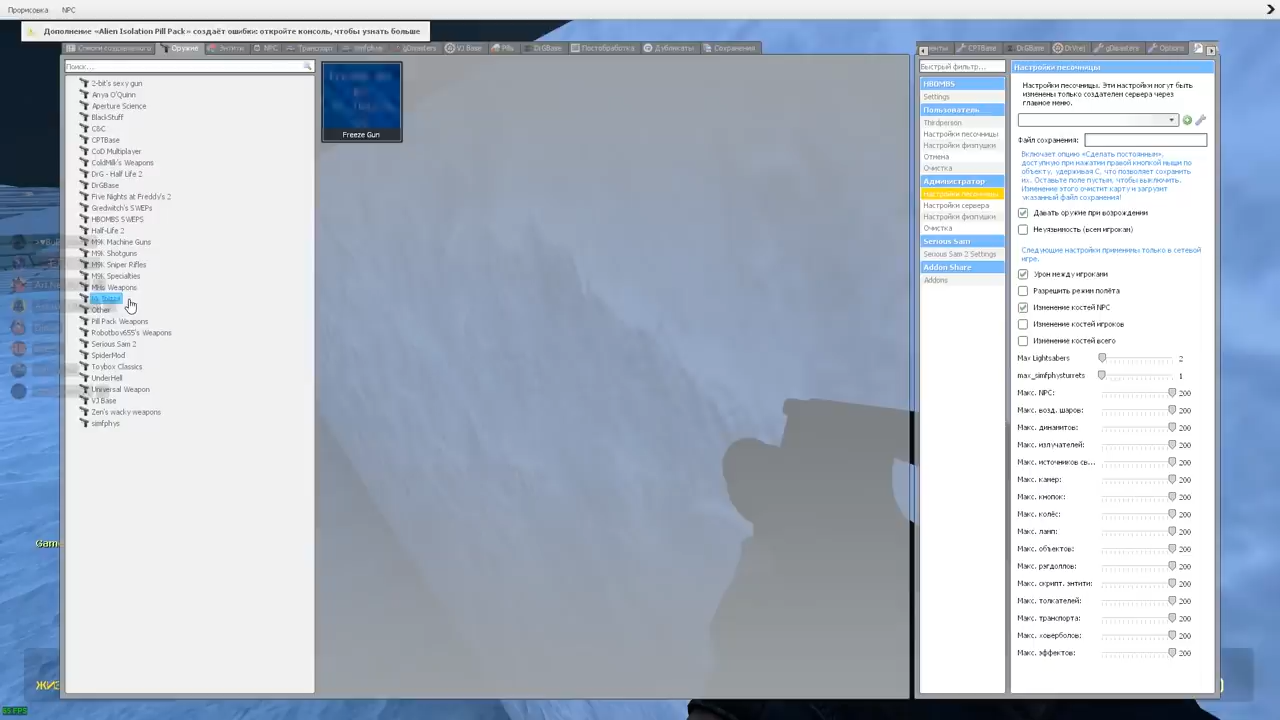 Прорисовка NPC
Дополнение «Alien Isolation Pill Pack» создаёт ошибки: откройте консоль, чтобы узнать больше
Списки создаваемого Оружие Энтити NPC Транспорт simfphys gDisasters VJ Base Pills DrGBase Постобработка Дубликаты Сохранения
Поиск...
2-bit's sexy gun
Anya O'Quinn
Aperture Science
BlackStuff
C&C
CPTBase
CoD Multiplayer
ColdMilk's Weapons
DrG - Half Life 2
DrGBase
Five Nights at Freddy's 2
Gredwitch's SWEPs
HBOMBS SWEPS
Half-Life 2
M9K Machine Guns
M9K Shotguns
M9K Sniper Rifles
M9K Specialties
MHs Weapons
Other
Pill Pack Weapons
Robotboy655's Weapons
Serious Sam 2
SpiderMod
Toybox Classics
UnderHell
Universal Weapon
VJ Base
Zen's wacky weapons
simfphys
Freeze Gun
CPTBase DrGBase DrVrej gDisasters Options
Быстрый фильтр...
HBOMBS
Settings
Пользователь
Thirdperson
Настройки песочницы
Настройки физпушки
Отмена
Очистка
Администратор
Настройки песочницы
Настройки сервера
Настройки физпушки
Очистка
Serious Sam
Serious Sam 2 Settings
Addon Share
Addons
Настройки песочницы
Настройки песочницы. Эти настройки могут быть
изменены только создателем сервера через
главное меню.
Файл сохранения:
Включает опцию «Сделать постоянным»,
доступную при нажатии правой кнопкой мыши по
объекту, удерживая C, что позволяет сохранить
их. Оставьте поле пустым, чтобы выключить.
Изменение этого очистит карту и загрузит
указанный файл сохранения!
Давать оружие при возрождении
Неуязвимость (всем игрокам)
Следующие настройки применимы только в сетевой
игре.
Урон между игроками
Разрешить режим полёта
Изменение костей NPC
Изменение костей игроков
Изменение костей всего
Max Lightsabers 2
max_simfphysturrets 1
Макс. NPC: 200
Макс. возд. шаров: 200
Макс. динамитов: 200
Макс. излучателей: 200
Макс. источников св... 200
Макс. камер: 200
Макс. кнопок: 200
Макс. колёс: 200
Макс. ламп: 200
Макс. объектов: 200
Макс. рэгдоллов: 200
Макс. скрипт. энтити: 200
Макс. толкателей: 200
Макс. транспорта: 200
Макс. ховерболов: 200
Макс. эффектов: 200
65 FPS